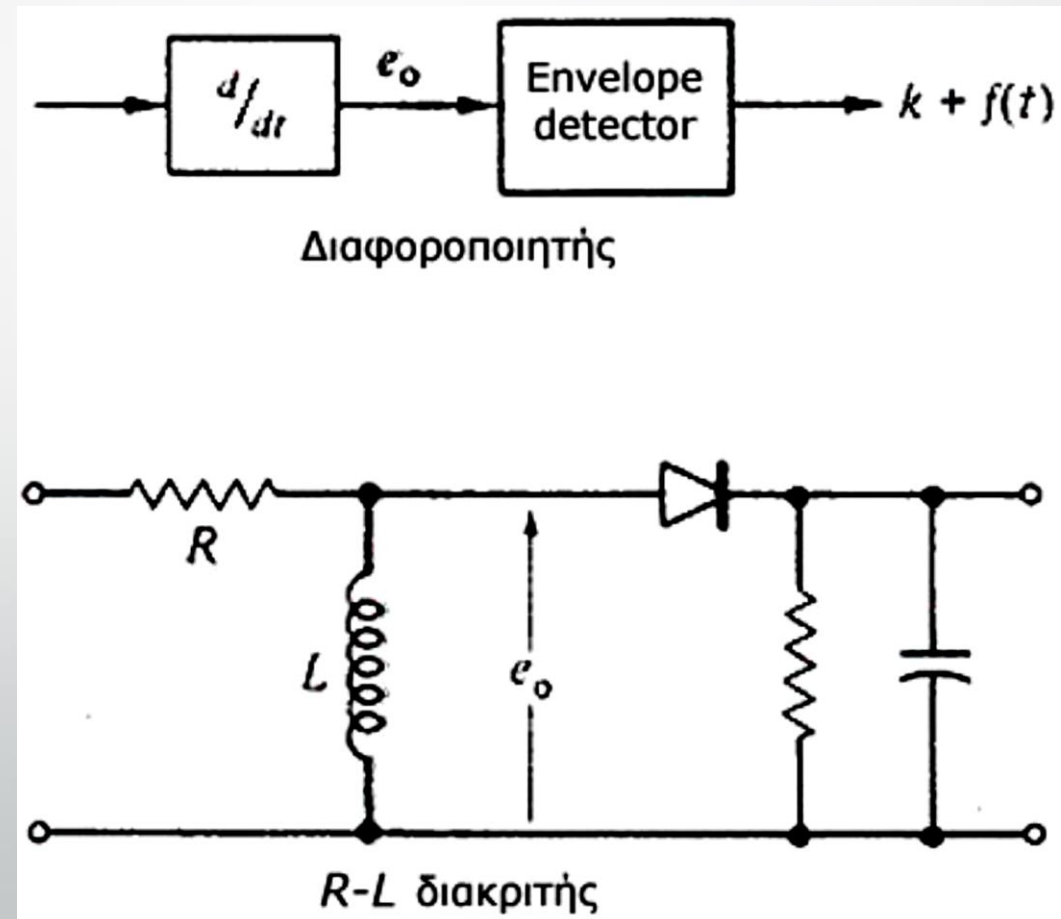 d/dt
e₀
Envelope
detector
k + f(t)
Διαφοροποιητής
R
L
e₀
R-L διακριτής